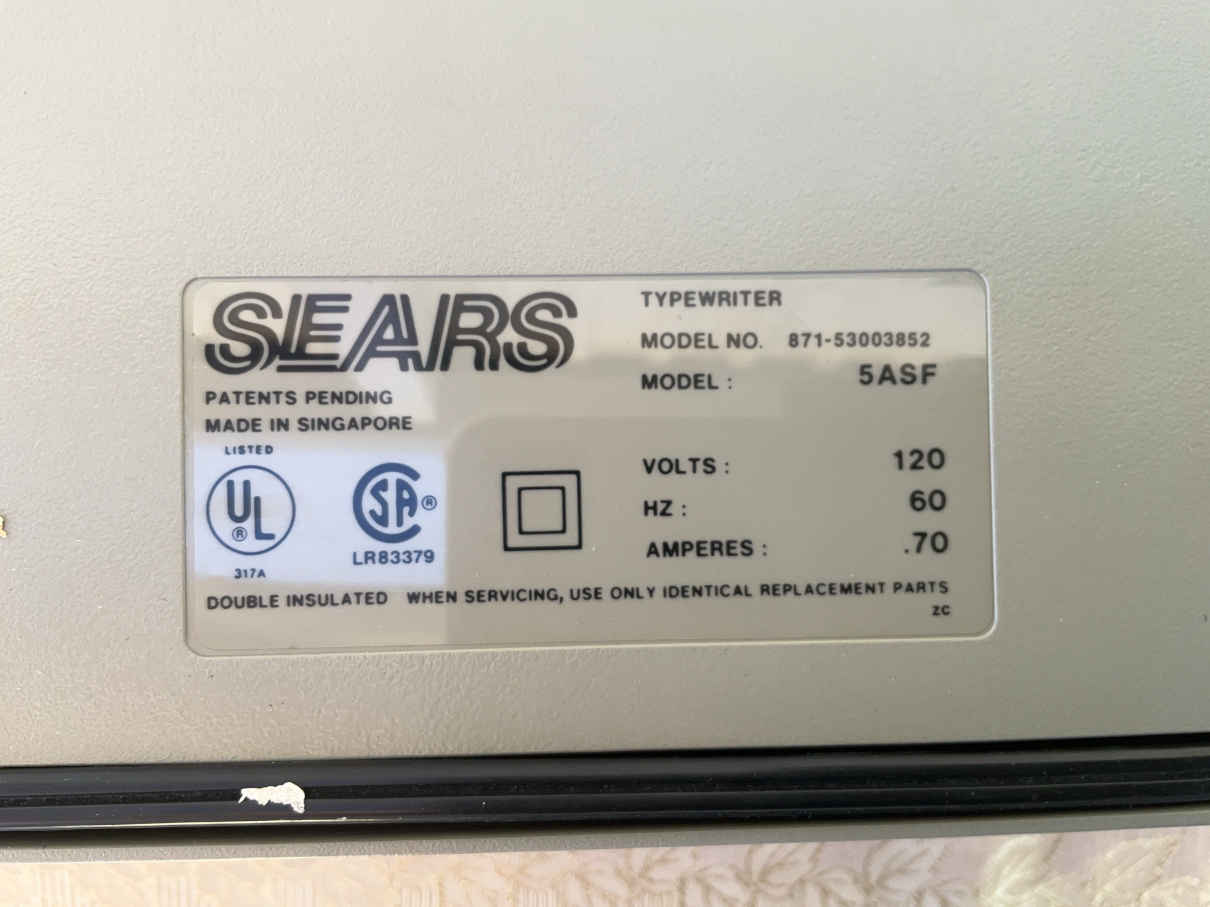 SEARS
PATENTS PENDING
MADE IN SINGAPORE
LISTED
UL®
317A
SA®
LR83379
TYPEWRITER
MODEL NO. 871-53003852
MODEL : 5ASF
VOLTS : 120
HZ : 60
AMPERES : .70
DOUBLE INSULATED WHEN SERVICING, USE ONLY IDENTICAL REPLACEMENT PARTS
ZC